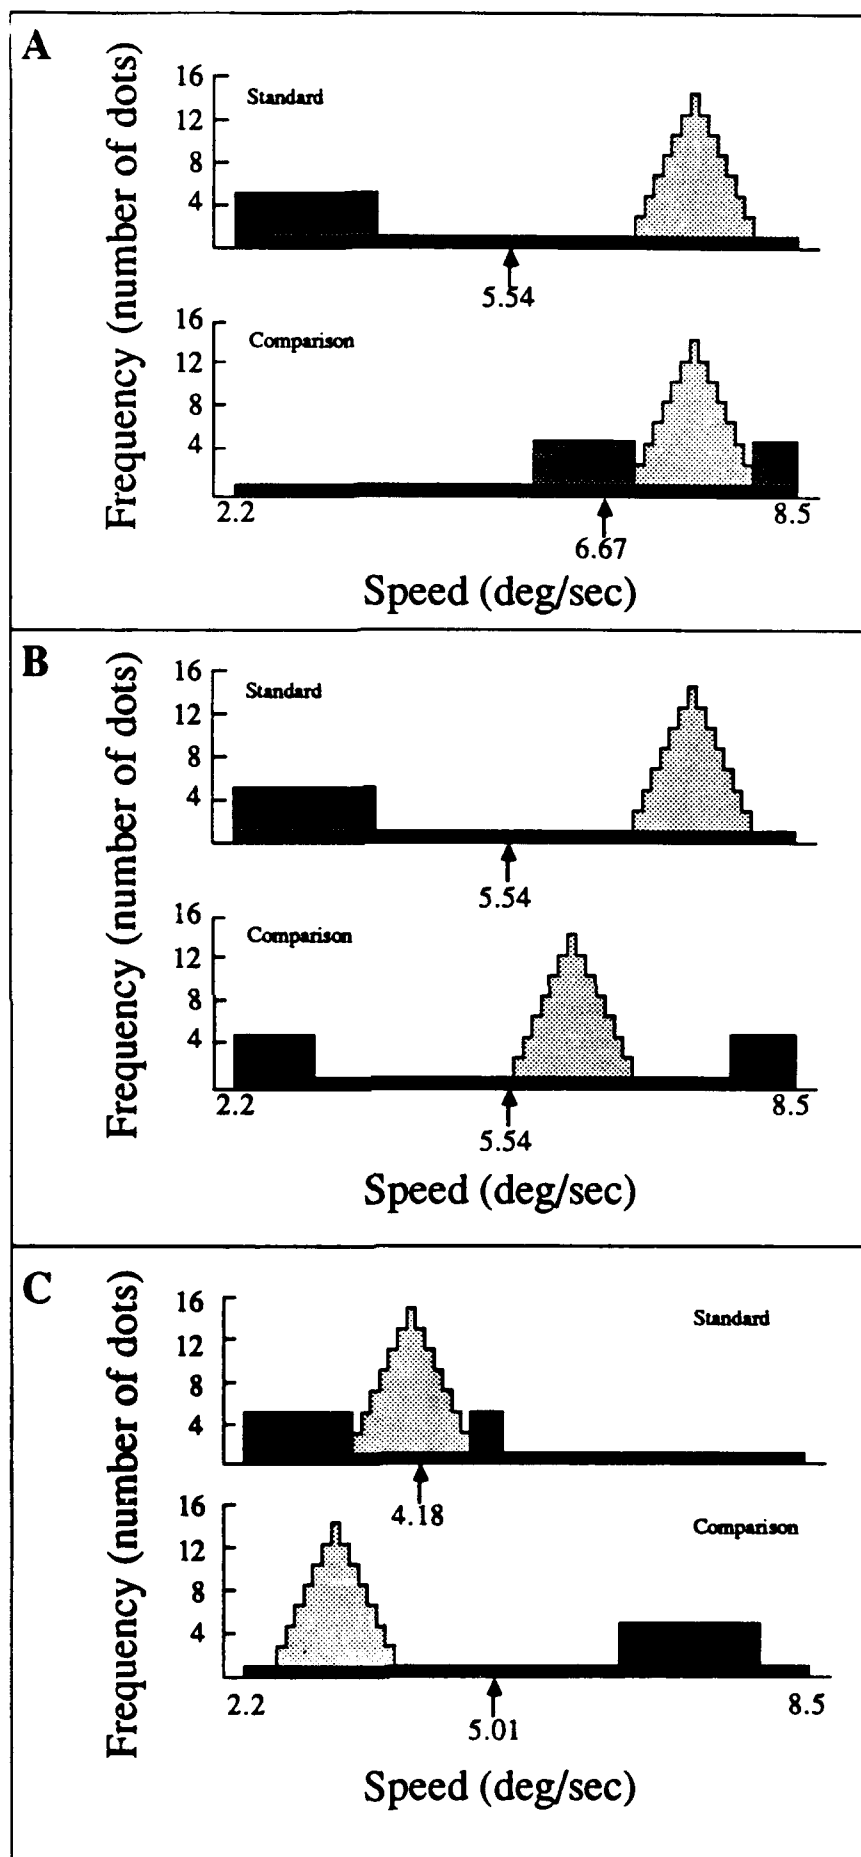 A
Frequency (number of dots)
16
Standard
12
8
4
5.54
16
Comparison
12
8
4
2.2
8.5
6.67
Speed (deg/sec)
B
Frequency (number of dots)
16
Standard
12
8
4
5.54
16
Comparison
12
8
4
2.2
8.5
5.54
Speed (deg/sec)
C
Frequency (number of dots)
16
Standard
12
8
4
4.18
16
Comparison
12
8
4
2.2
8.5
5.01
Speed (deg/sec)